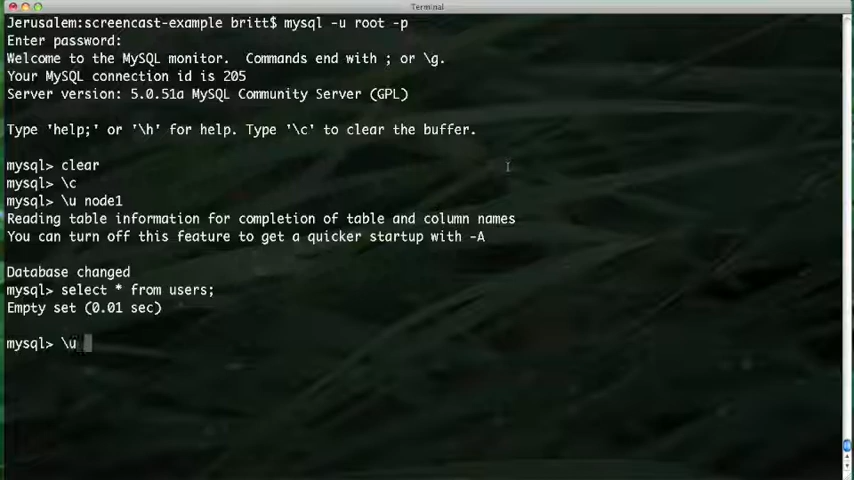 Terminal
Jerusalem:screencast-example britt$ mysql -u root -p
Enter password:
Welcome to the MySQL monitor.  Commands end with ; or \g.
Your MySQL connection id is 205
Server version: 5.0.51a MySQL Community Server (GPL)
Type 'help;' or '\h' for help. Type '\c' to clear the buffer.
mysql> clear
mysql> \c
mysql> \u node1
Reading table information for completion of table and column names
You can turn off this feature to get a quicker startup with -A
Database changed
mysql> select * from users;
Empty set (0.01 sec)
mysql> \u